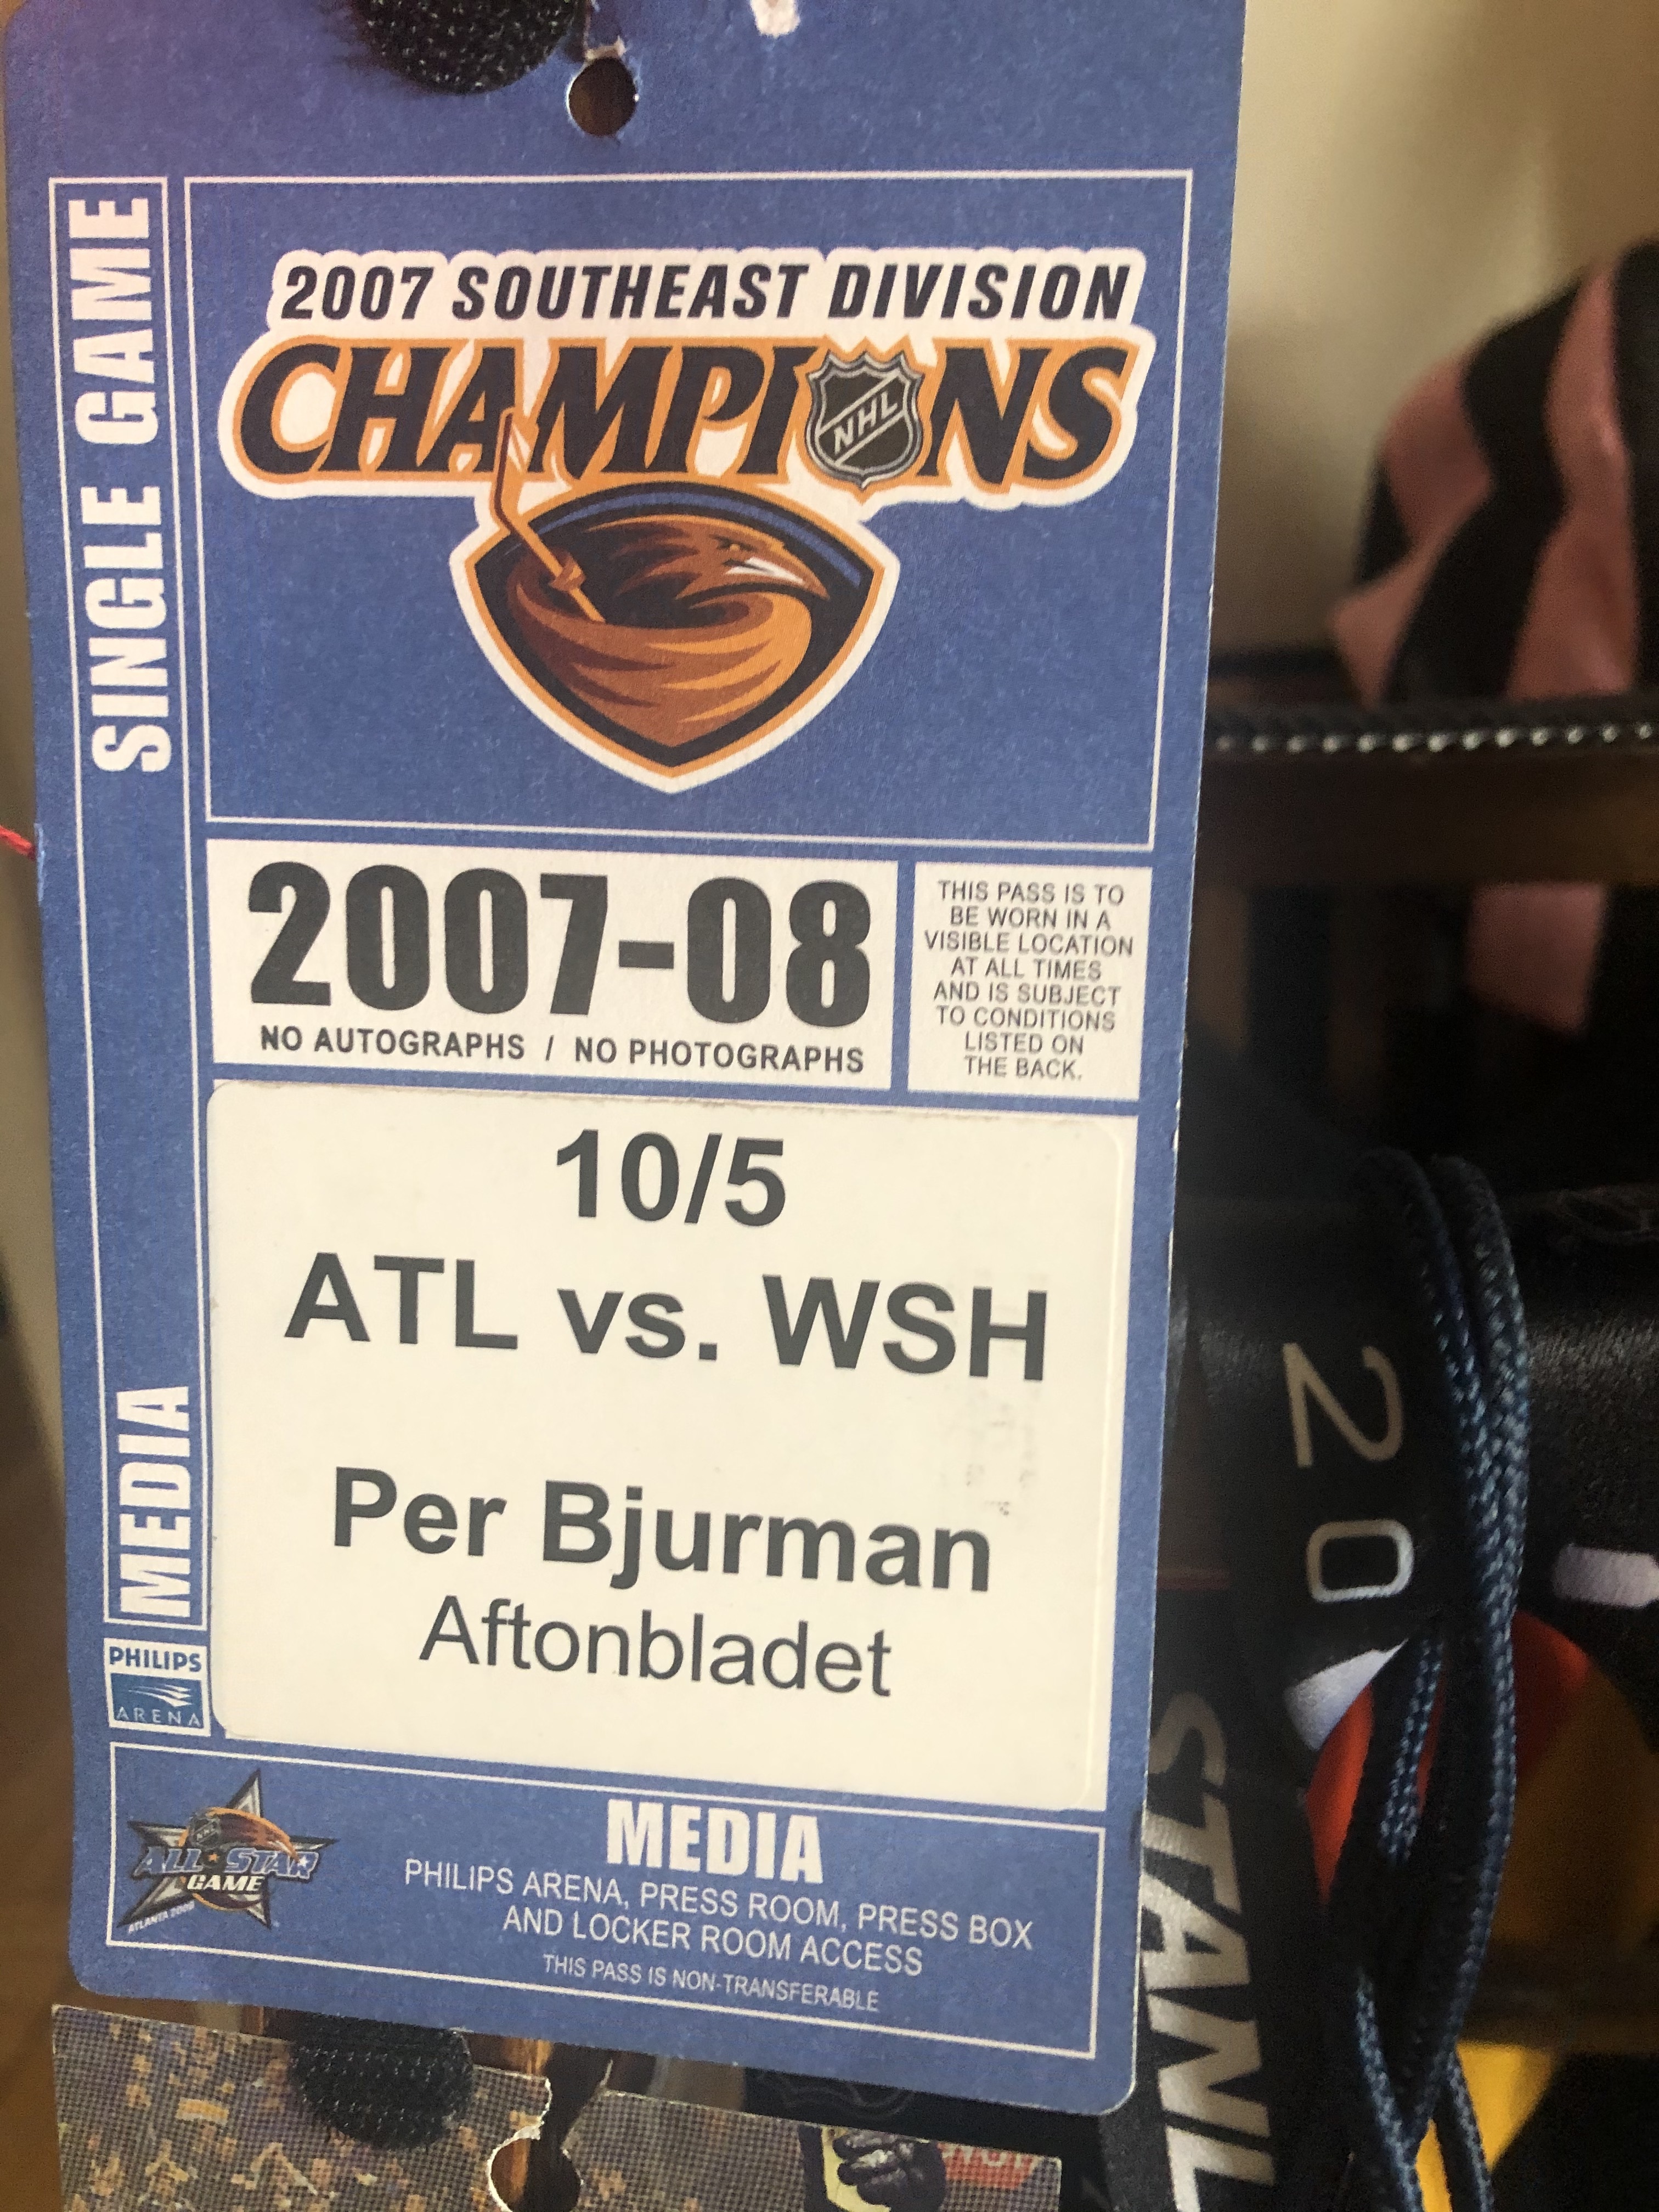 SINGLE GAME
2007 SOUTHEAST DIVISION
CHAMPIONS
NHL
2007-08
NO AUTOGRAPHS / NO PHOTOGRAPHS
THIS PASS IS TO
BE WORN IN A
VISIBLE LOCATION
AT ALL TIMES
AND IS SUBJECT
TO CONDITIONS
LISTED ON
THE BACK.
10/5
ATL vs. WSH
Per Bjurman
Aftonbladet
MEDIA
PHILIPS
ARENA
NHL
ALL STAR
GAME
ATLANTA 2008
MEDIA
PHILIPS ARENA, PRESS ROOM, PRESS BOX
AND LOCKER ROOM ACCESS
THIS PASS IS NON-TRANSFERABLE
20
STANL